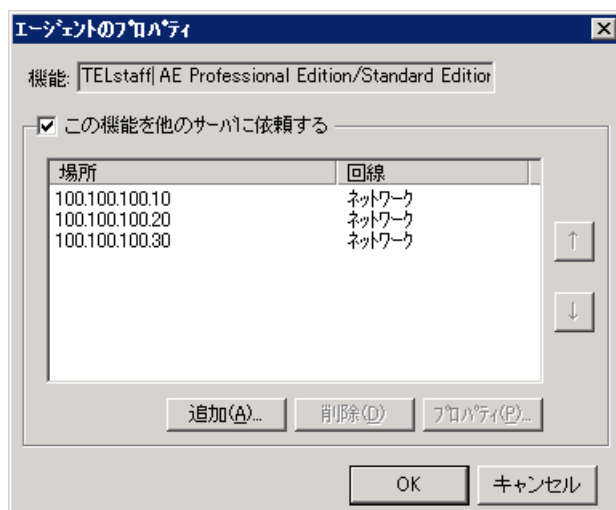 エージェントのプロパティ
機能: TELstaff AE Professional Edition/Standard Edition
この機能を他のサーバに依頼する
場所 回線
100.100.100.10 ネットワーク
100.100.100.20 ネットワーク
100.100.100.30 ネットワーク
↑
↓
追加(A)... 削除(D) プロパティ(P)...
OK キャンセル